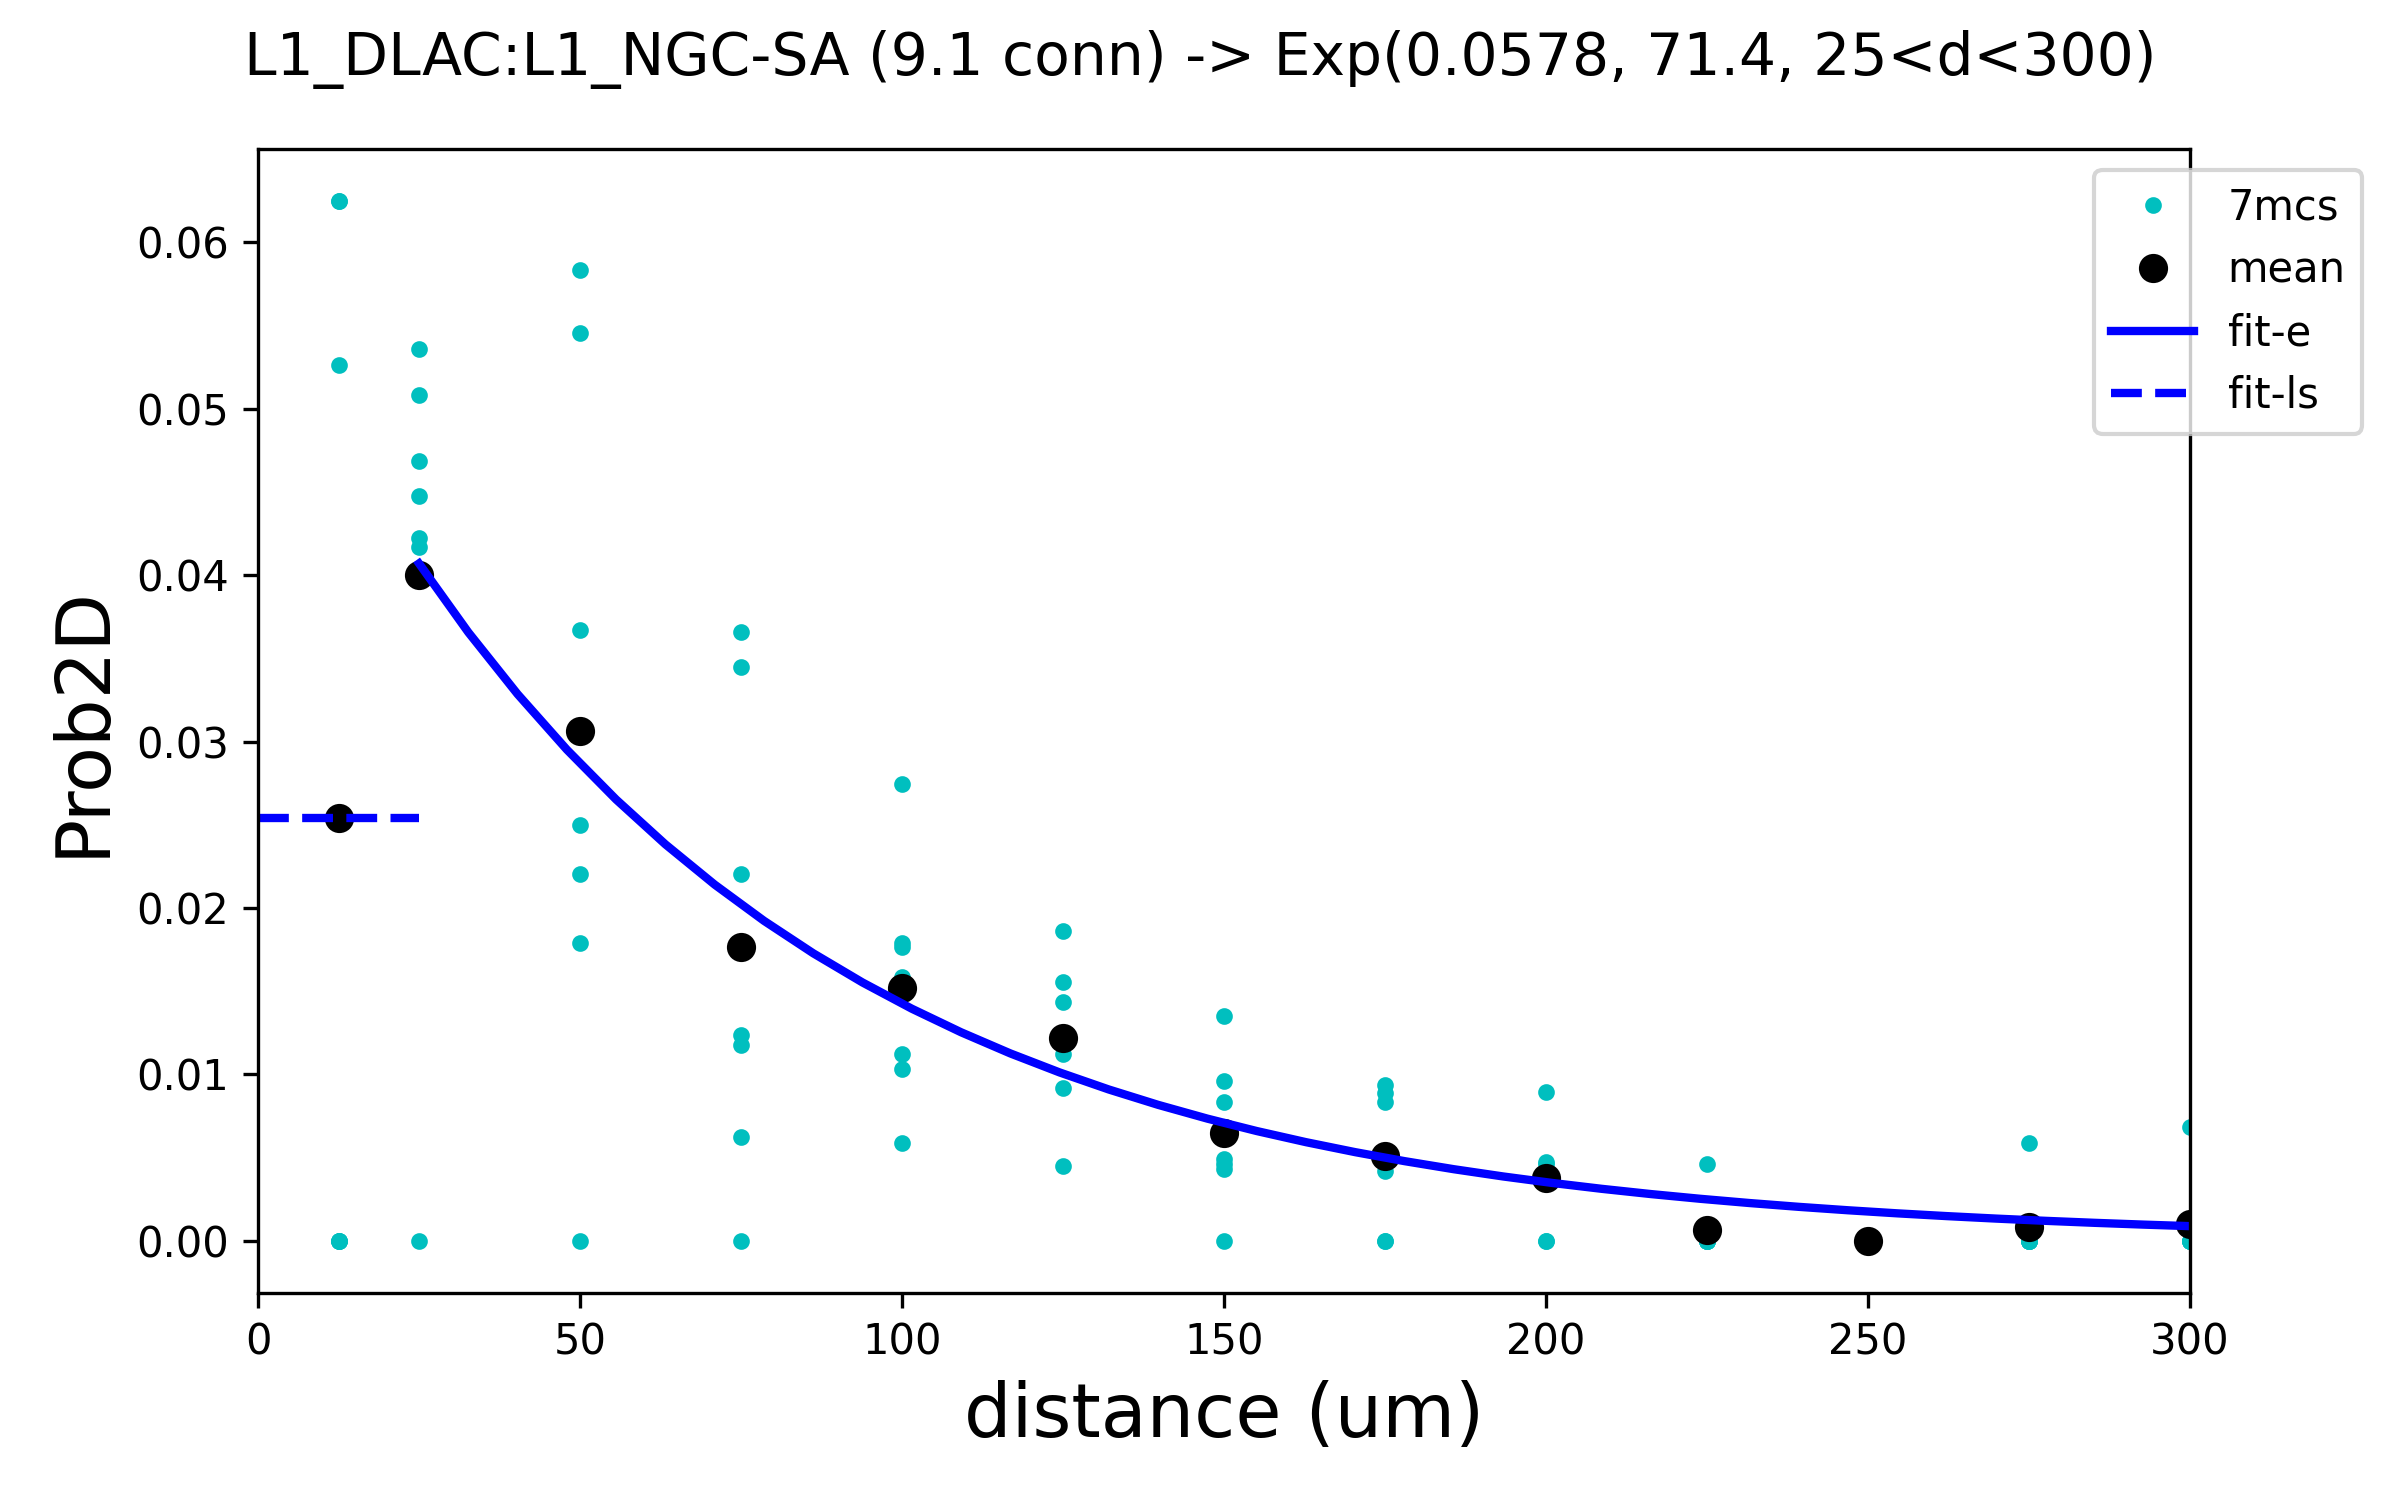 L1_DLAC:L1_NGC-SA (9.1 conn) -> Exp(0.0578, 71.4, 25<d<300)
7mcs
mean
fit-e
fit-ls
Prob2D
0.06
0.05
0.04
0.03
0.02
0.01
0.00
0 50 100 150 200 250 300
distance (um)